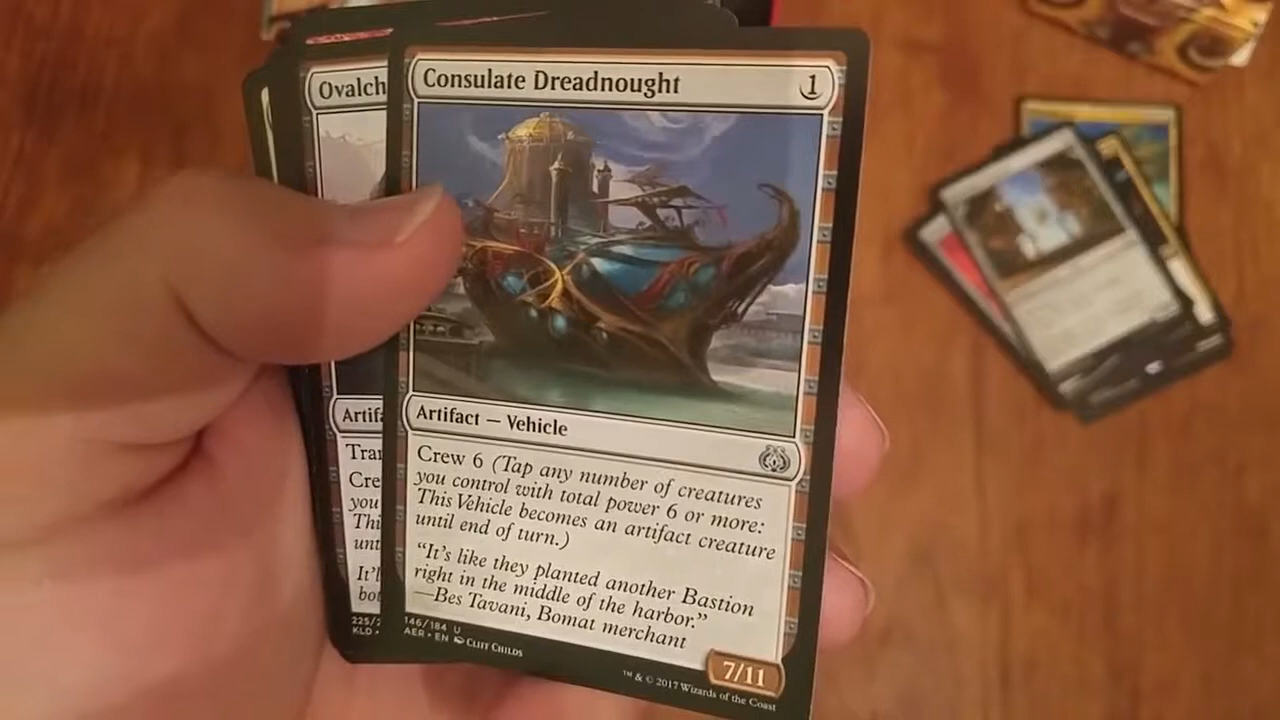 Ovalch
Artifa
Tran
Cre
you
Thi
unt
It'l
bot
225/2
KLD •
Consulate Dreadnought
1
Artifact — Vehicle
Crew 6 (Tap any number of creatures
you control with total power 6 or more:
This Vehicle becomes an artifact creature
until end of turn.)
“It's like they planted another Bastion
right in the middle of the harbor.”
—Bes Tavani, Bomat merchant
146/184 U
AER • EN Cliff Childs
7/11
™ & © 2017 Wizards of the Coast